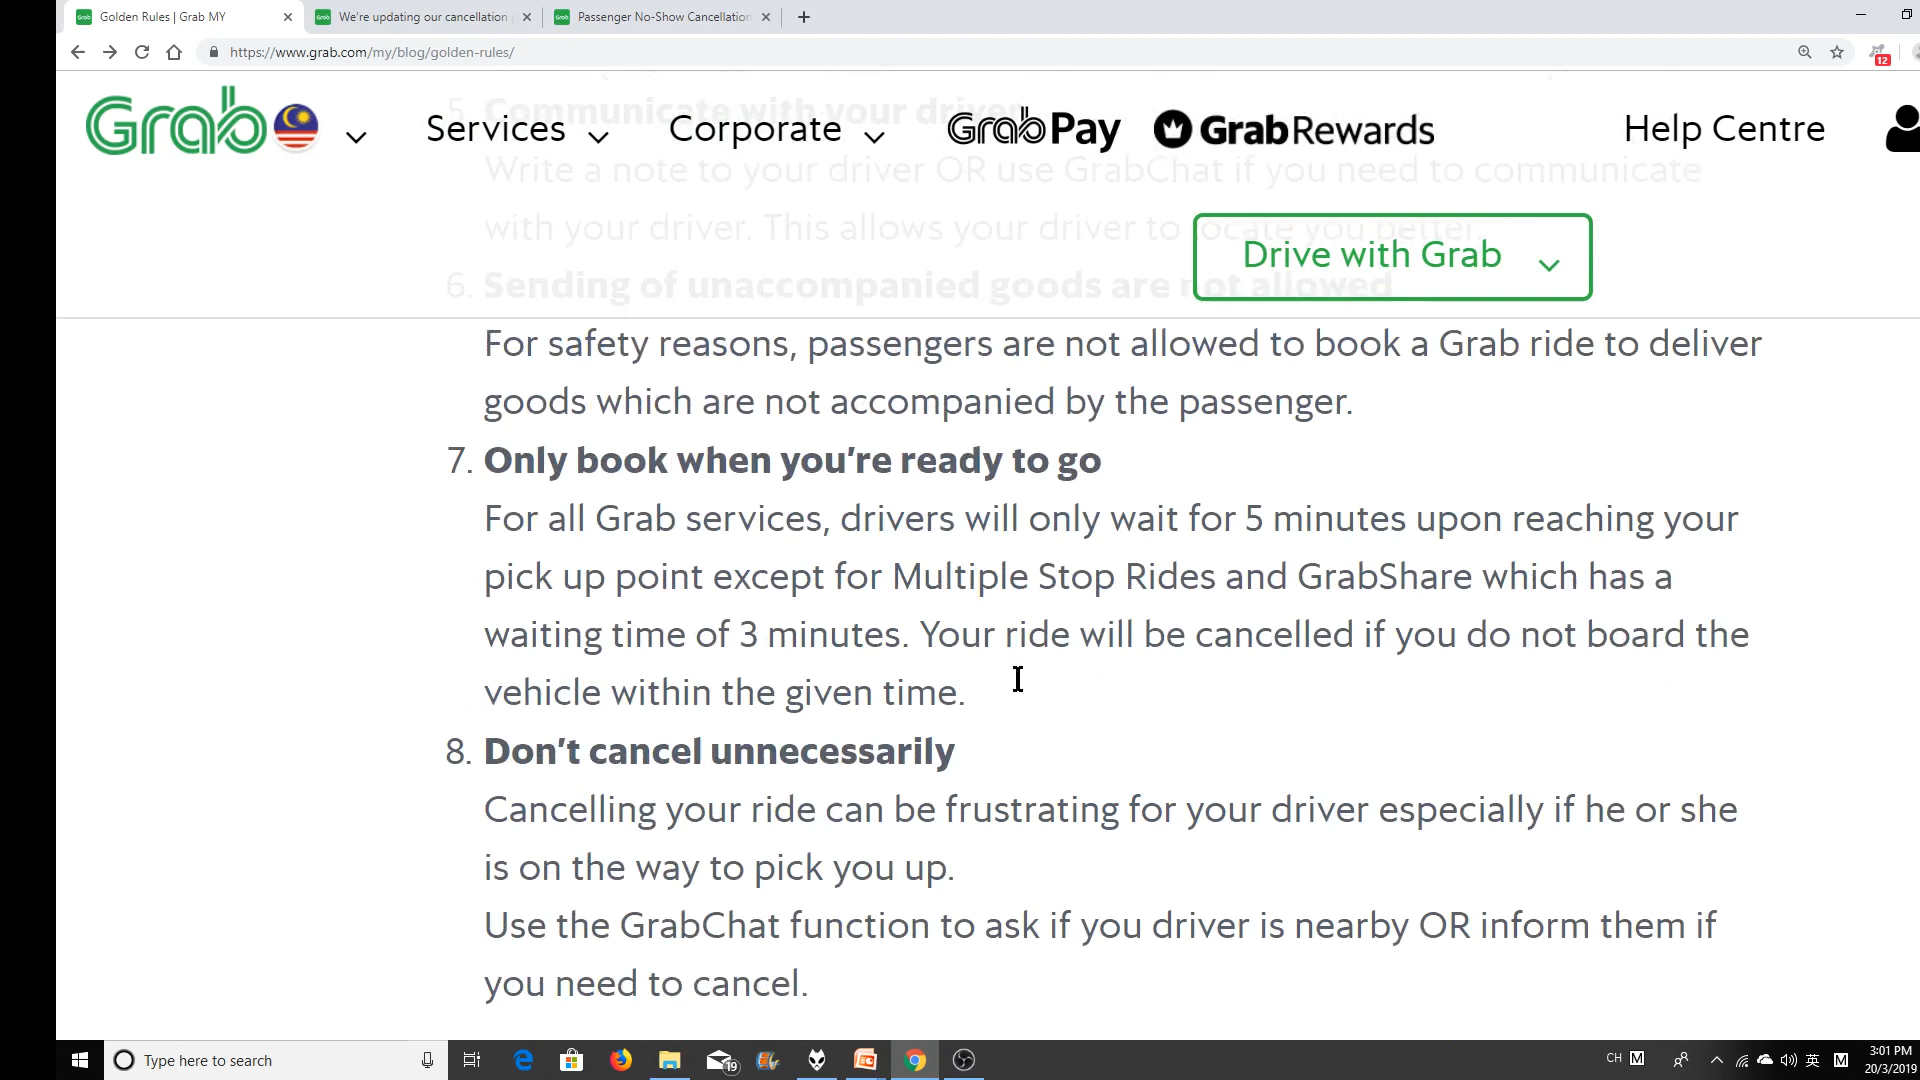 Golden Rules | Grab MY
We're updating our cancellation
Passenger No-Show Cancellation
https://www.grab.com/my/blog/golden-rules/
12
Grab
Services
Corporate
GrabPay
GrabRewards
Help Centre
Drive with Grab
5. Communicate with your driver
Write a note to your driver OR use GrabChat if you need to communicate
with your driver. This allows your driver to locate you better.
6. Sending of unaccompanied goods are not allowed
For safety reasons, passengers are not allowed to book a Grab ride to deliver
goods which are not accompanied by the passenger.
7. Only book when you're ready to go
For all Grab services, drivers will only wait for 5 minutes upon reaching your
pick up point except for Multiple Stop Rides and GrabShare which has a
waiting time of 3 minutes. Your ride will be cancelled if you do not board the
vehicle within the given time.
8. Don't cancel unnecessarily
Cancelling your ride can be frustrating for your driver especially if he or she
is on the way to pick you up.
Use the GrabChat function to ask if you driver is nearby OR inform them if
you need to cancel.
Type here to search
19
CH M
英
M
3:01 PM
20/3/2019